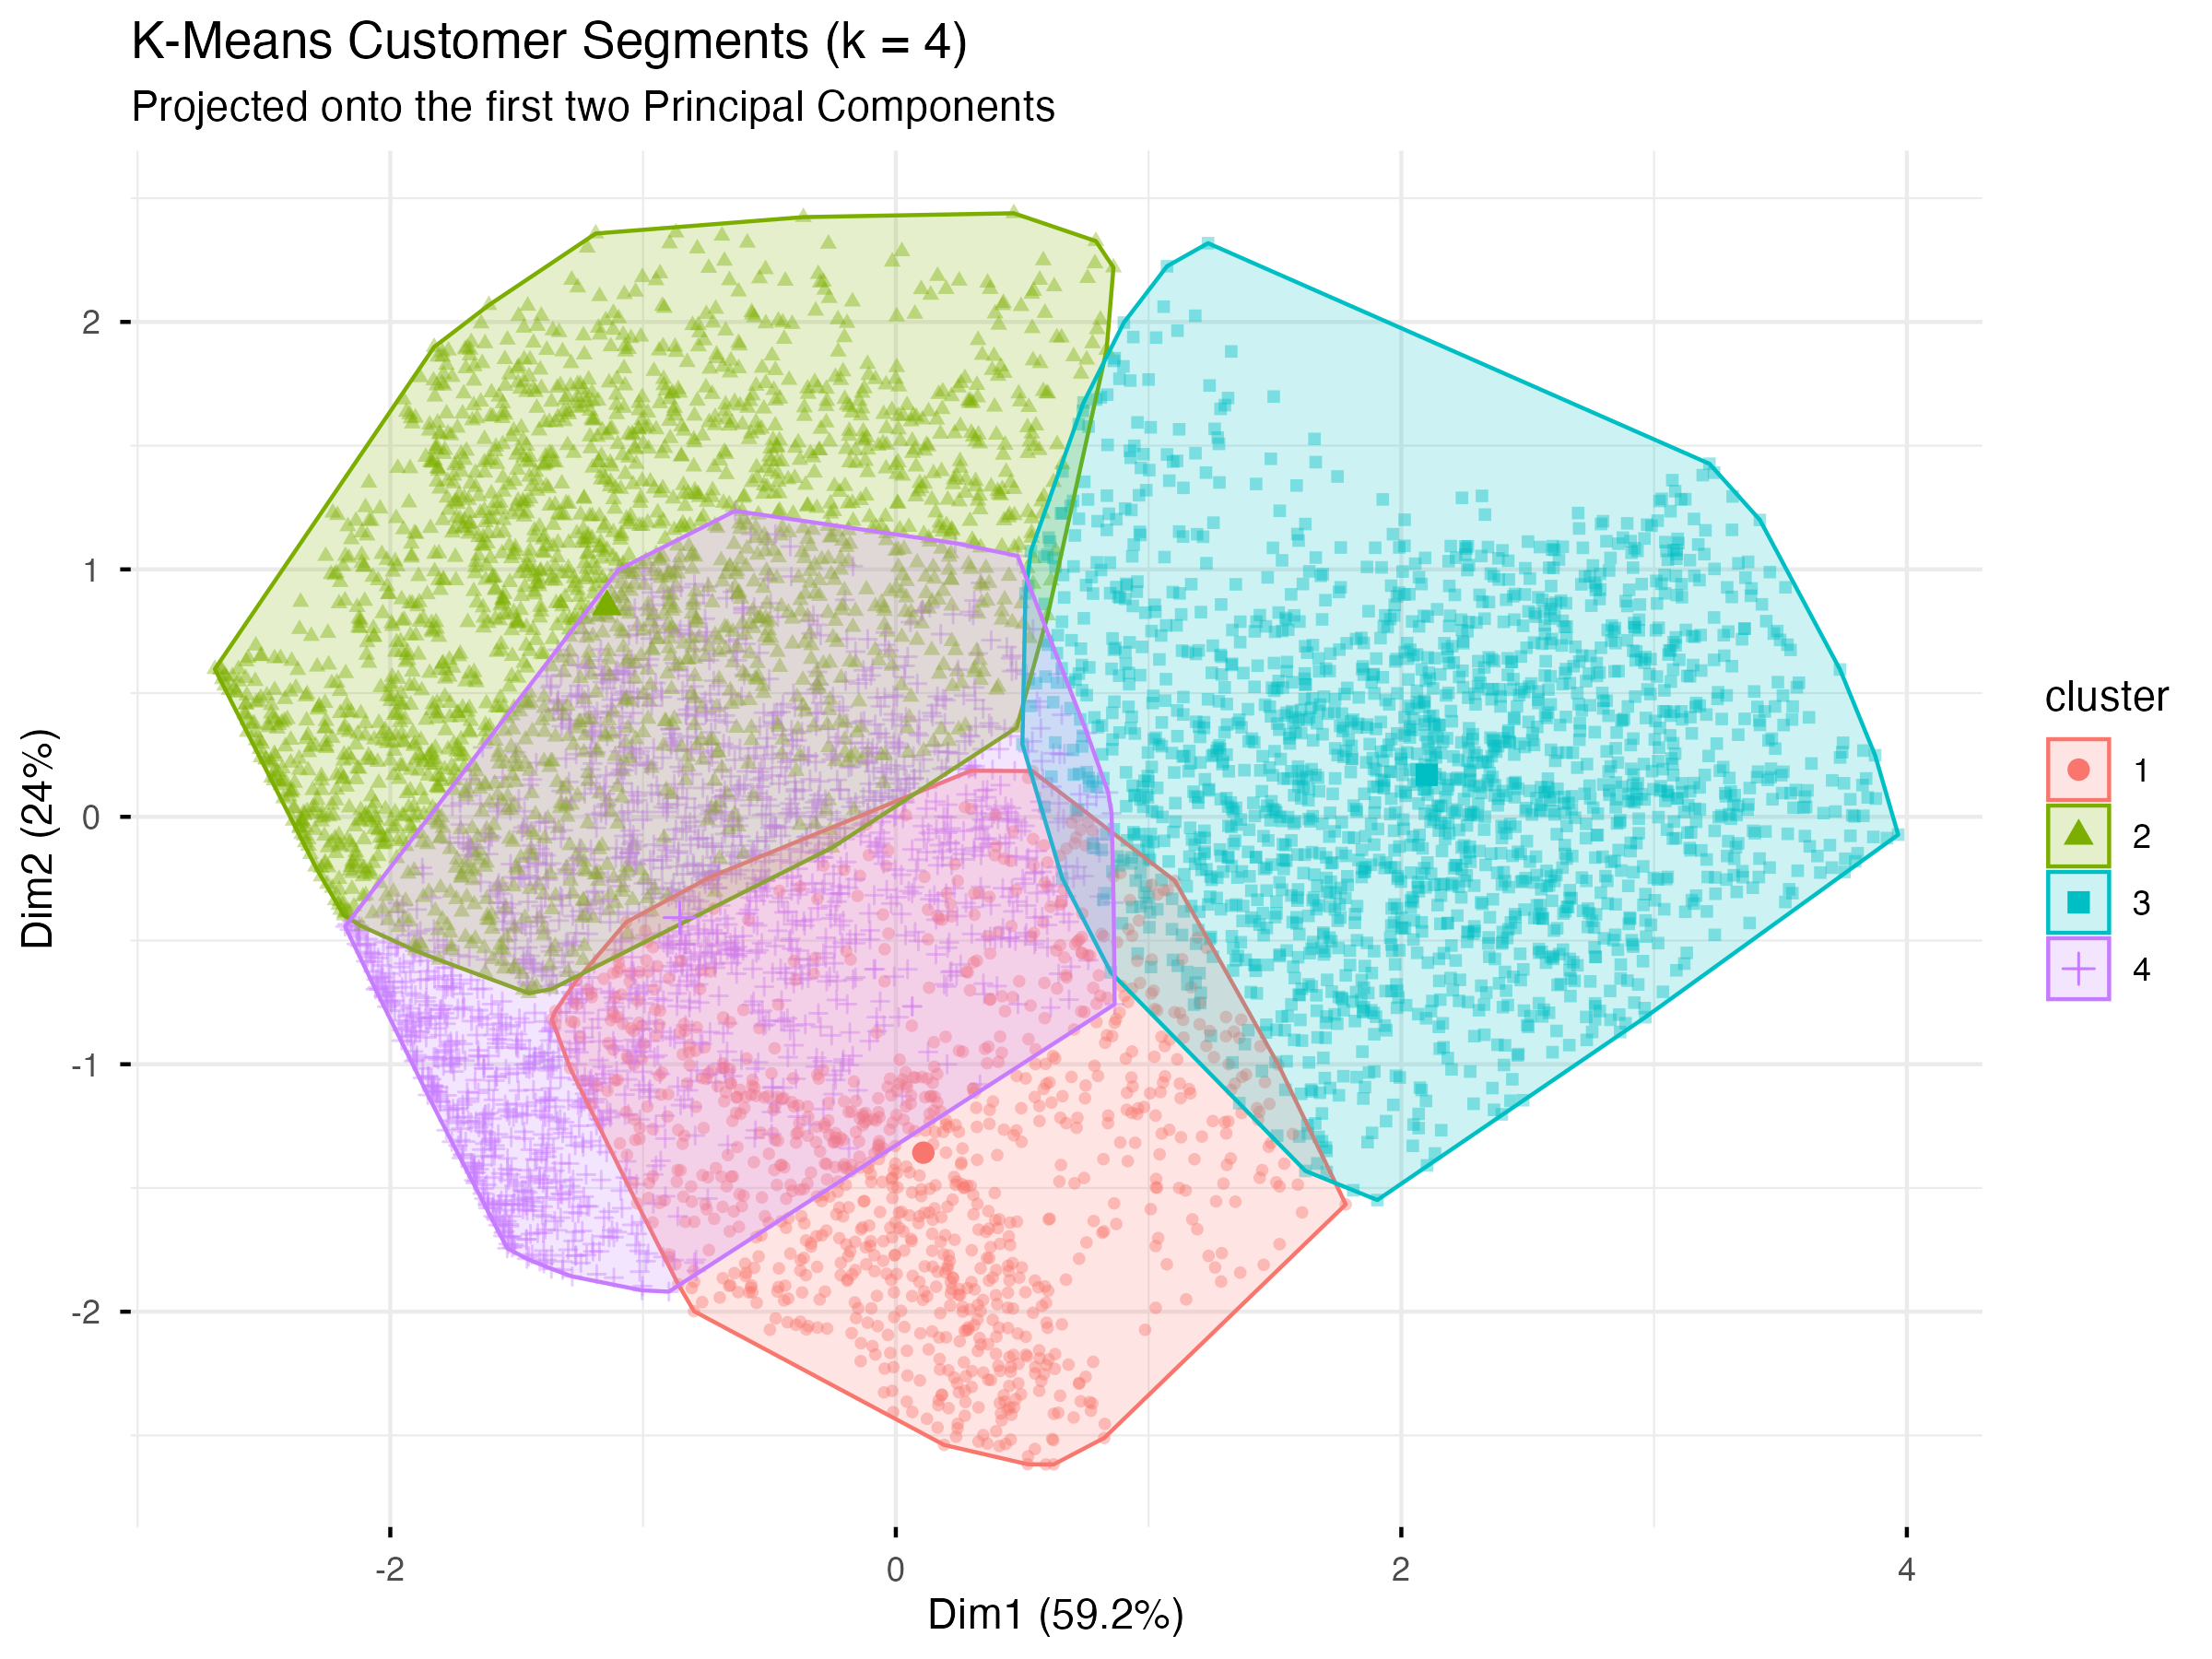 K-Means Customer Segments (k = 4)
Projected onto the first two Principal Components
Dim2 (24%)
2
1
0
-1
-2
-2
0
2
4
Dim1 (59.2%)
cluster
1
2
3
4